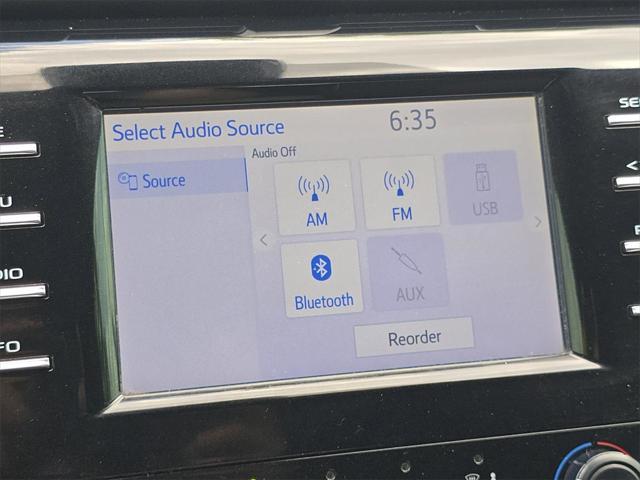 Select Audio Source
6:35
Source
Audio Off
AM
FM
USB
Bluetooth
AUX
Reorder